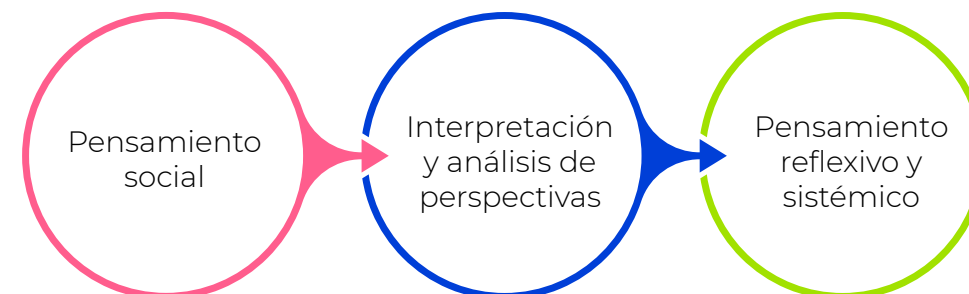 Pensamiento
social
Interpretación
y análisis de
perspectivas
Pensamiento
reflexivo y
sistémico